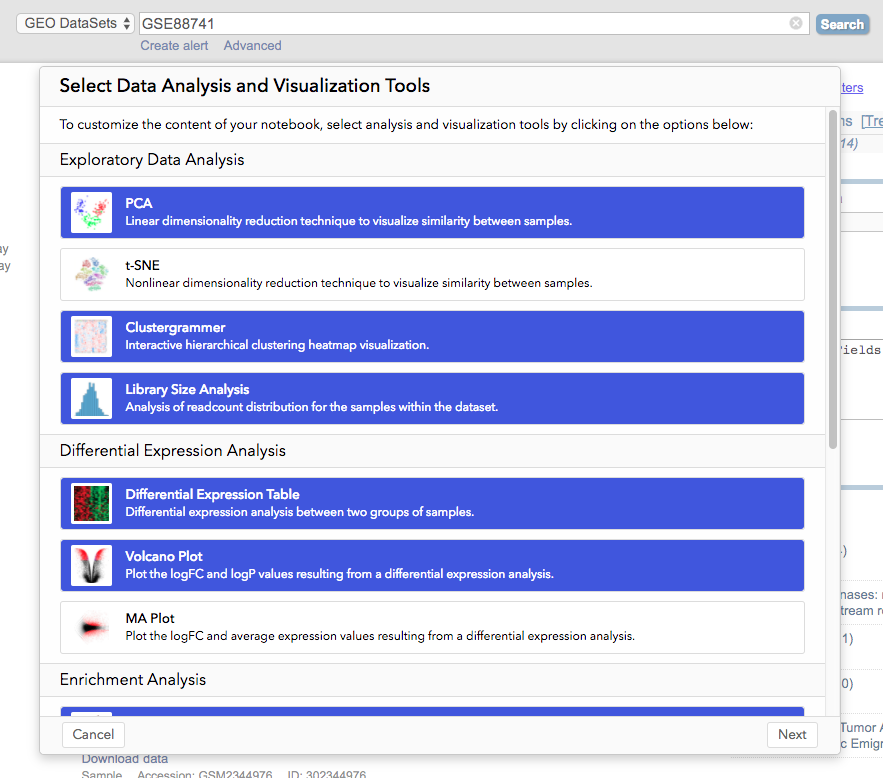 GEO DataSets
GSE88741
Search
Create alert Advanced
Select Data Analysis and Visualization Tools
To customize the content of your notebook, select analysis and visualization tools by clicking on the options below:
Exploratory Data Analysis
PCA
Linear dimensionality reduction technique to visualize similarity between samples.
t-SNE
Nonlinear dimensionality reduction technique to visualize similarity between samples.
Clustergrammer
Interactive hierarchical clustering heatmap visualization.
Library Size Analysis
Analysis of readcount distribution for the samples within the dataset.
Differential Expression Analysis
Differential Expression Table
Differential expression analysis between two groups of samples.
Volcano Plot
Plot the logFC and logP values resulting from a differential expression analysis.
MA Plot
Plot the logFC and average expression values resulting from a differential expression analysis.
Enrichment Analysis
Cancel
Next
Download data
Sample Accession: GSM2344976 ID: 302344976
ay
ay
ters
ns [Tre
14)
ields
)
nases:
tream r
1)
0)
Tumor A
c Emigr